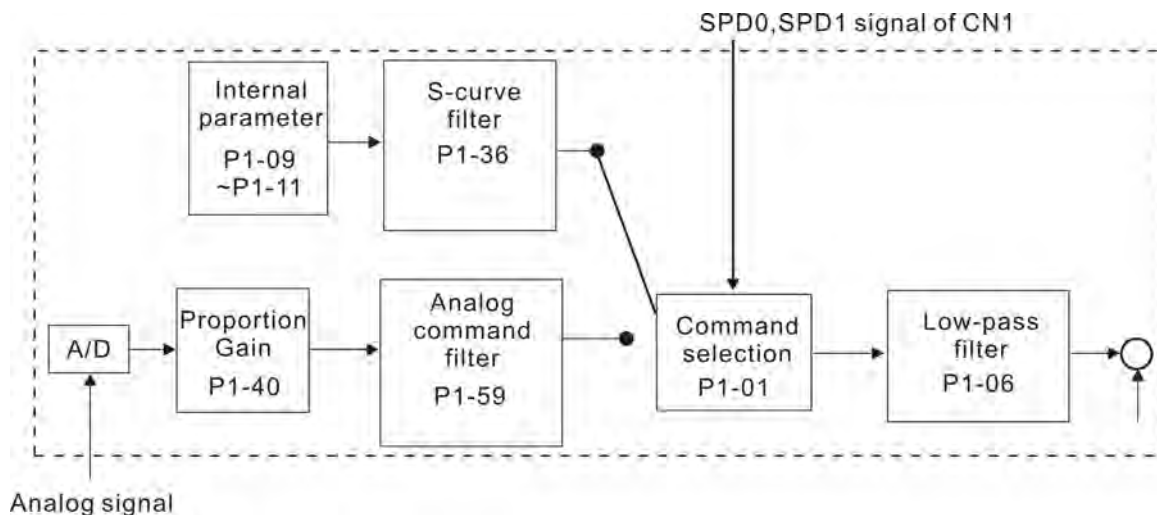 SPD0,SPD1 signal of CN1
Internal
parameter
P1-09
~P1-11
S-curve
filter
P1-36
A/D
Proportion
Gain
P1-40
Analog
command
filter
P1-59
Command
selection
P1-01
Low-pass
filter
P1-06
Analog signal